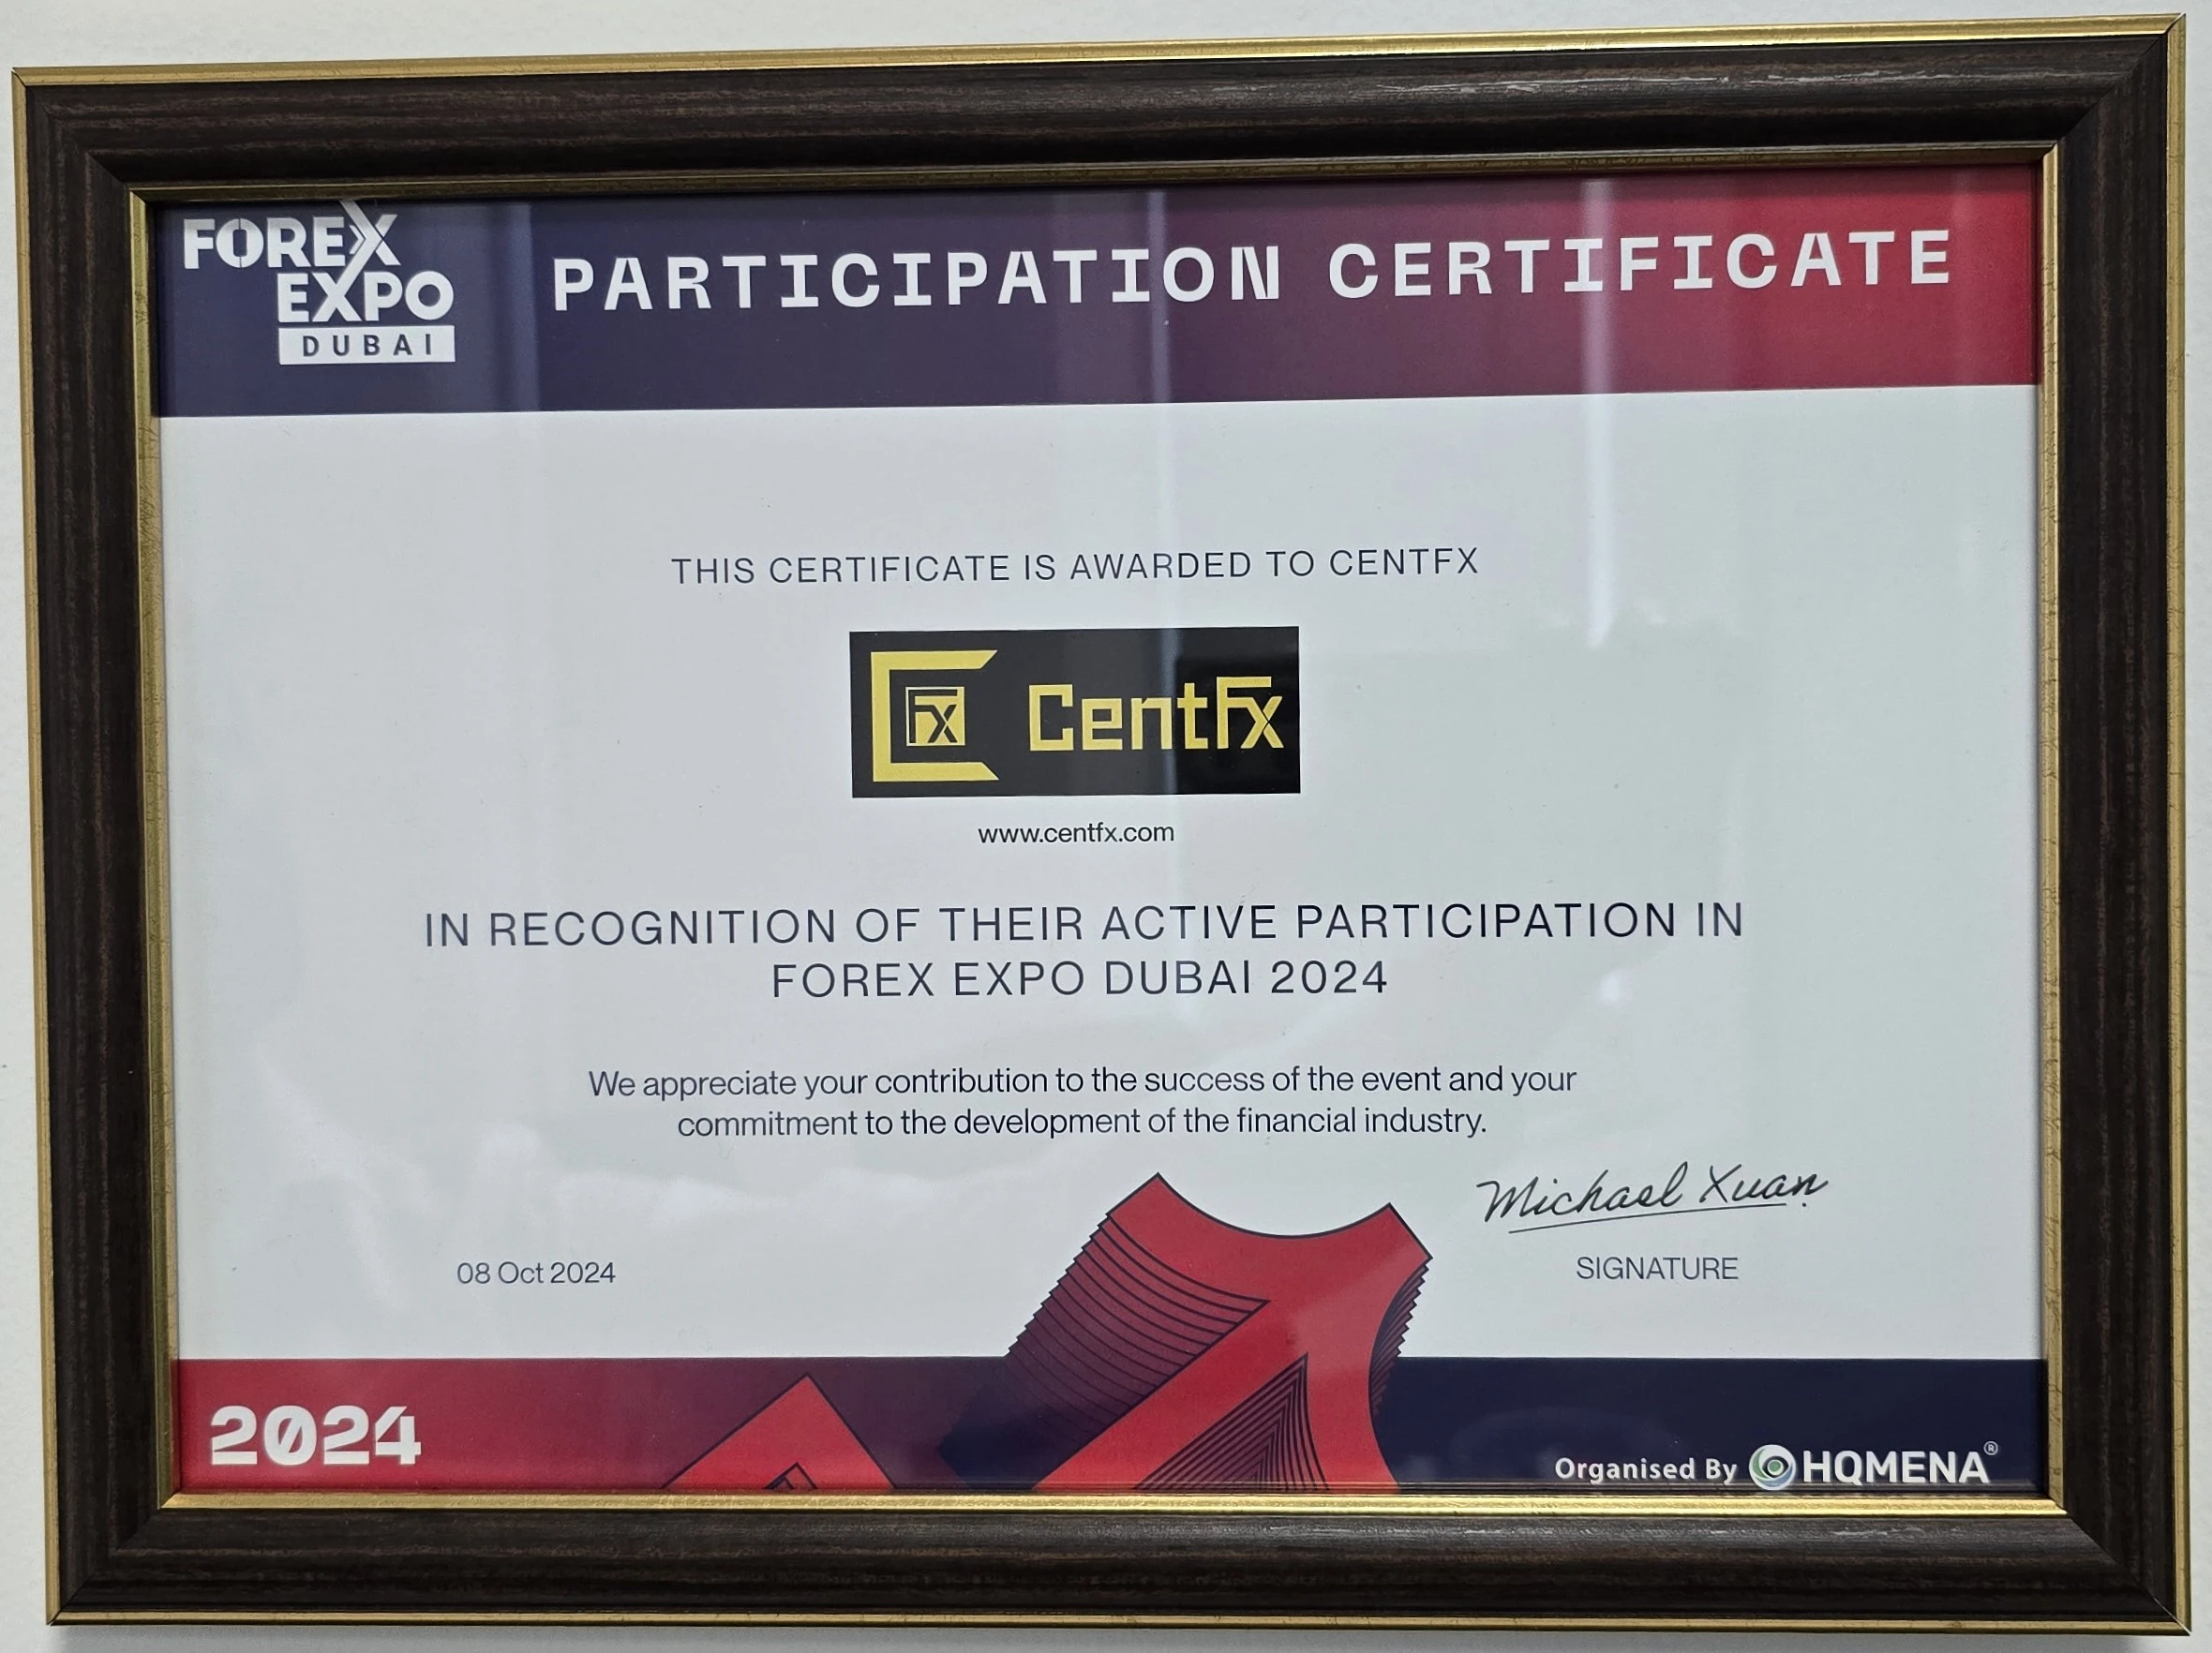 FOREX
EXPO
DUBAI
PARTICIPATION CERTIFICATE
THIS CERTIFICATE IS AWARDED TO CENTFX
Fx CentFx
www.centfx.com
IN RECOGNITION OF THEIR ACTIVE PARTICIPATION IN
FOREX EXPO DUBAI 2024
We appreciate your contribution to the success of the event and your
commitment to the development of the financial industry.
Michael Xuan
08 Oct 2024
SIGNATURE
2024
Organised By HQMENA®